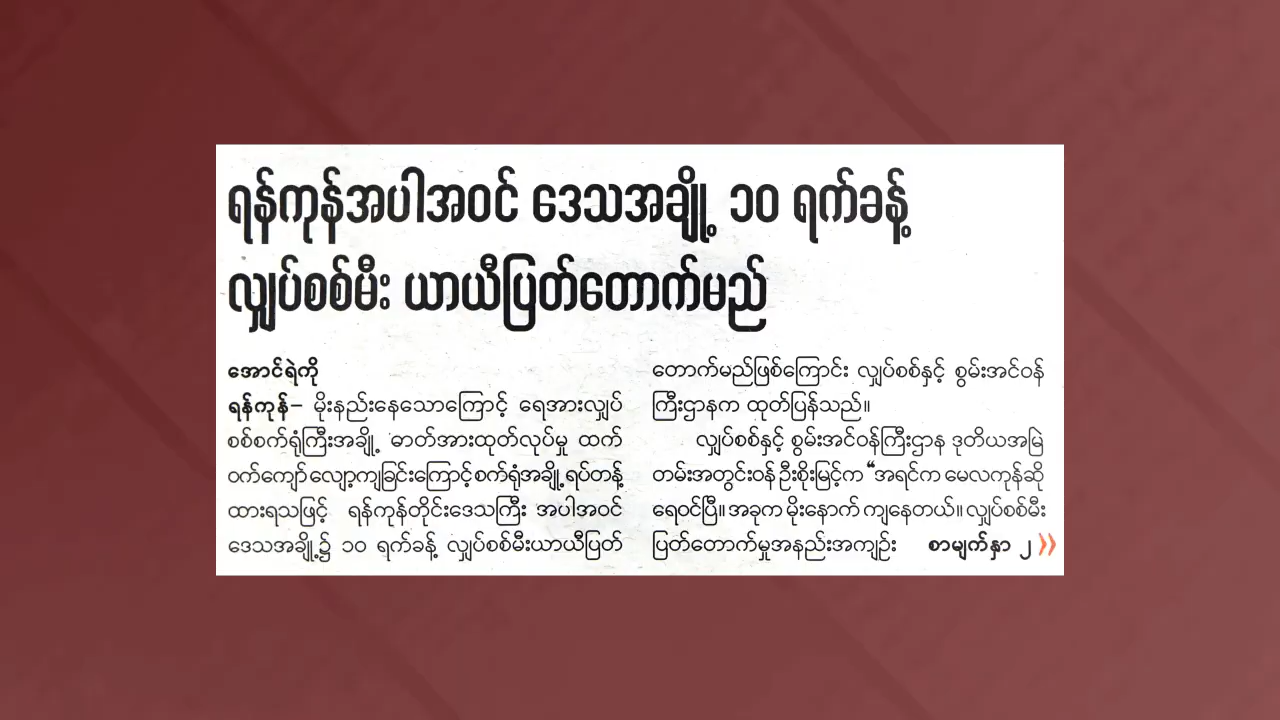 ရန်ကုန်အပါအဝင် ဒေသအချို့ ၁၀ ရက်ခန့်
လျှပ်စစ်မီး ယာယီပြတ်တောက်မည်
အောင်ရဲကို
ရန်ကုန်– မိုးနည်းနေသောကြောင့် ရေအားလျှပ်
စစ်စက်ရုံကြီးအချို့ ဓာတ်အားထုတ်လုပ်မှု ထက်
ဝက်ကျော် လျော့ကျခြင်းကြောင့် စက်ရုံအချို့ ရပ်တန့်
ထားရသဖြင့် ရန်ကုန်တိုင်းဒေသကြီး အပါအဝင်
ဒေသအချို့၌ ၁၀ ရက်ခန့် လျှပ်စစ်မီးယာယီပြတ်
တောက်မည်ဖြစ်ကြောင်း လျှပ်စစ်နှင့် စွမ်းအင်ဝန်
ကြီးဌာနက ထုတ်ပြန်သည်။
လျှပ်စစ်နှင့် စွမ်းအင်ဝန်ကြီးဌာန ဒုတိယအမြဲ
တမ်းအတွင်းဝန် ဦးစိုးမြင့်က “အရင်က မေလကုန်ဆို
ရေဝင်ပြီ။ အခုက မိုးနောက် ကျနေတယ်။ လျှပ်စစ်မီး
ပြတ်တောက်မှုအနည်းအကျဉ်း စာမျက်နှာ ၂ »